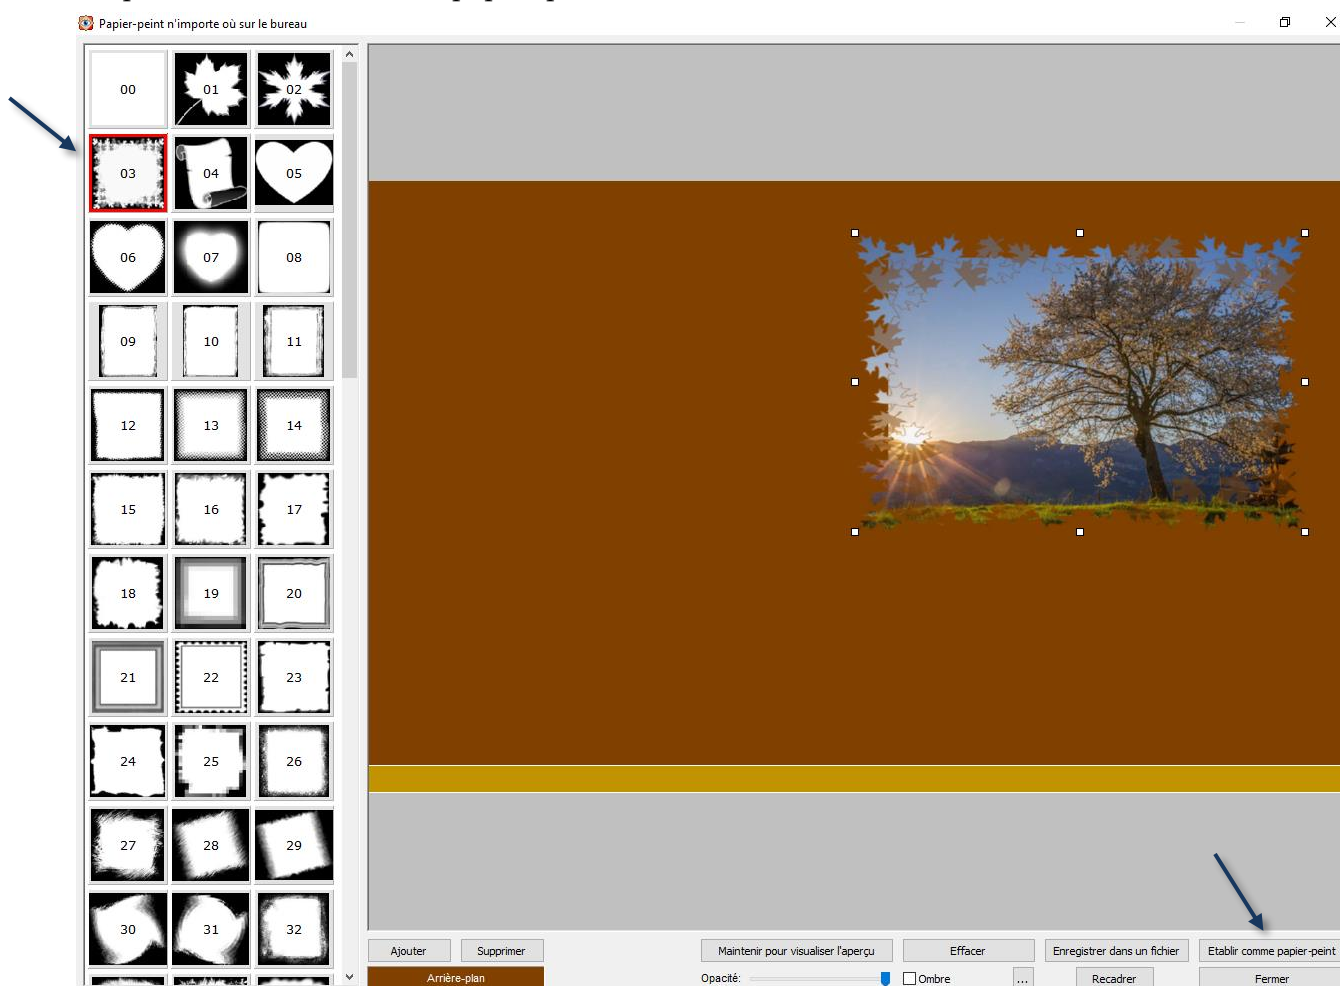 Papier-peint n'importe où sur le bureau
00 01 02
03 04 05
06 07 08
09 10 11
12 13 14
15 16 17
18 19 20
21 22 23
24 25 26
27 28 29
30 31 32
Ajouter Supprimer Maintenir pour visualiser l'aperçu Effacer Enregistrer dans un fichier Etablir comme papier-peint
Arrière-plan Opacité: Ombre ... Recadrer Fermer